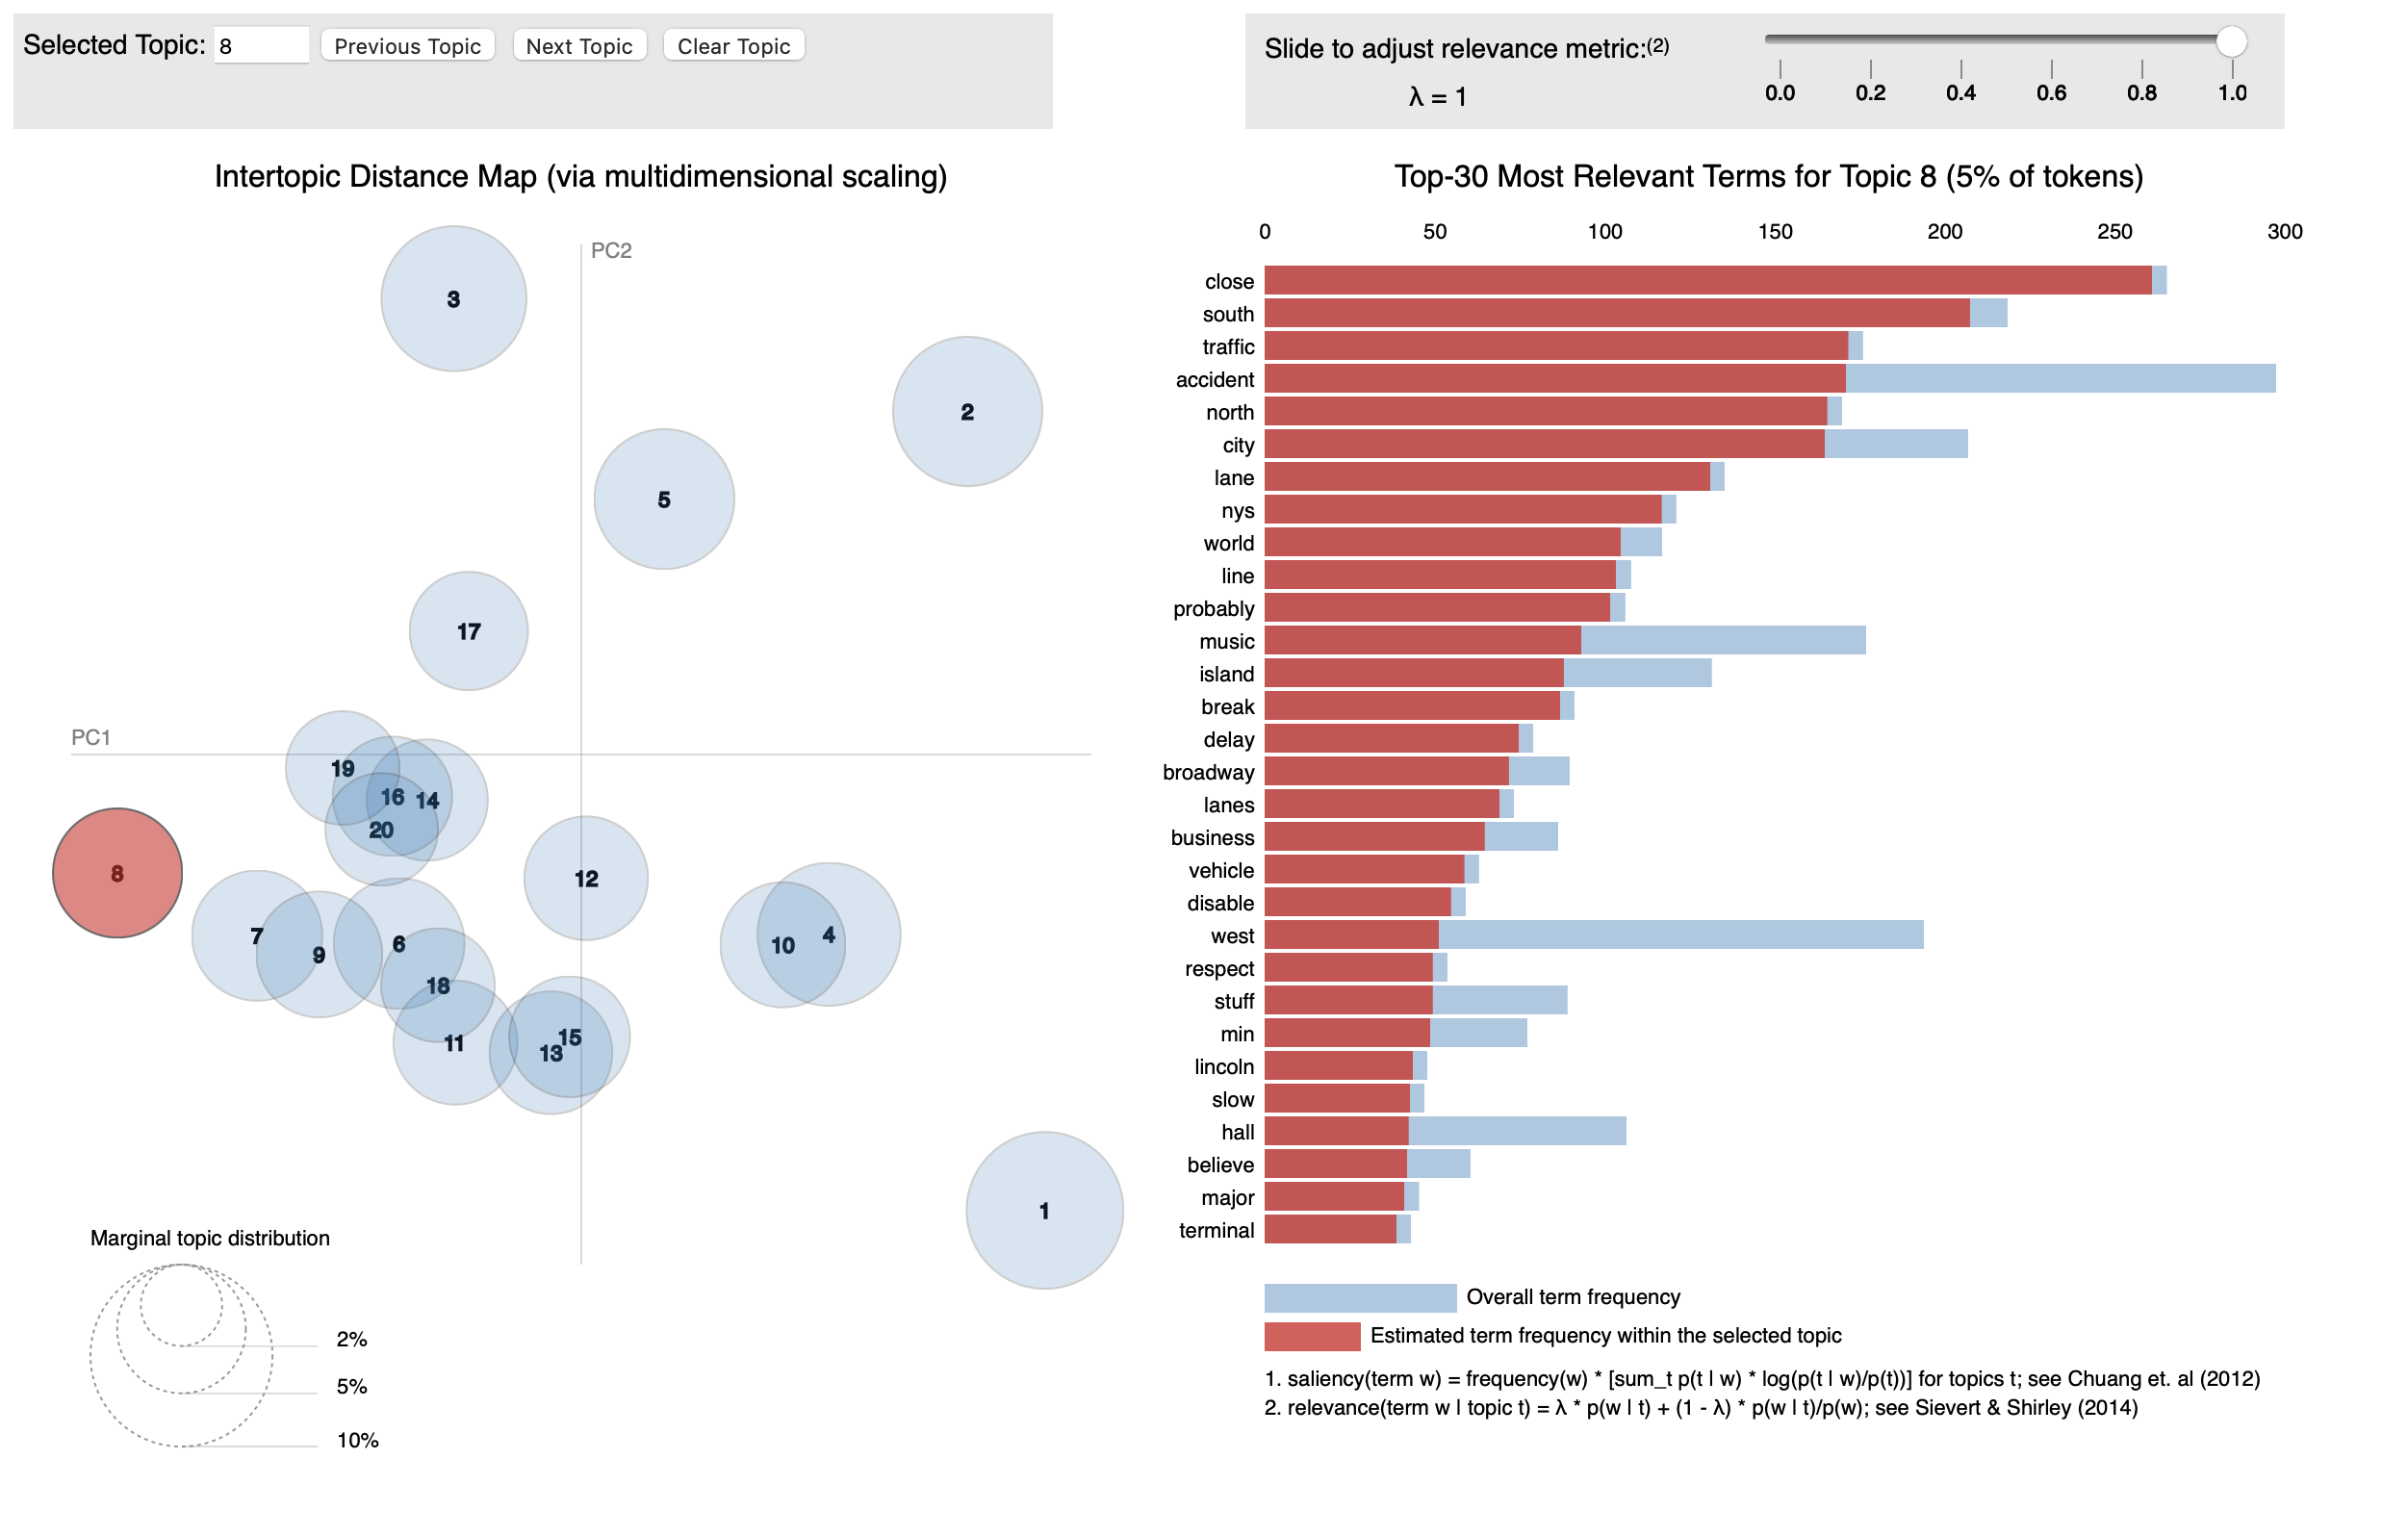 Selected Topic: 8 Previous Topic Next Topic Clear Topic
Slide to adjust relevance metric:(2)
λ = 1
0.0 0.2 0.4 0.6 0.8 1.0
Intertopic Distance Map (via multidimensional scaling)
PC2
PC1
3
2
5
17
19
16
14
20
8
12
7
9
6
10
4
18
11
15
13
1
Marginal topic distribution
2%
5%
10%
Top-30 Most Relevant Terms for Topic 8 (5% of tokens)
0 50 100 150 200 250 300
close
south
traffic
accident
north
city
lane
nys
world
line
probably
music
island
break
delay
broadway
lanes
business
vehicle
disable
west
respect
stuff
min
lincoln
slow
hall
believe
major
terminal
Overall term frequency
Estimated term frequency within the selected topic
1. saliency(term w) = frequency(w) * [sum_t p(t | w) * log(p(t | w)/p(t))] for topics t; see Chuang et. al (2012)
2. relevance(term w | topic t) = λ * p(w | t) + (1 - λ) * p(w | t)/p(w); see Sievert & Shirley (2014)